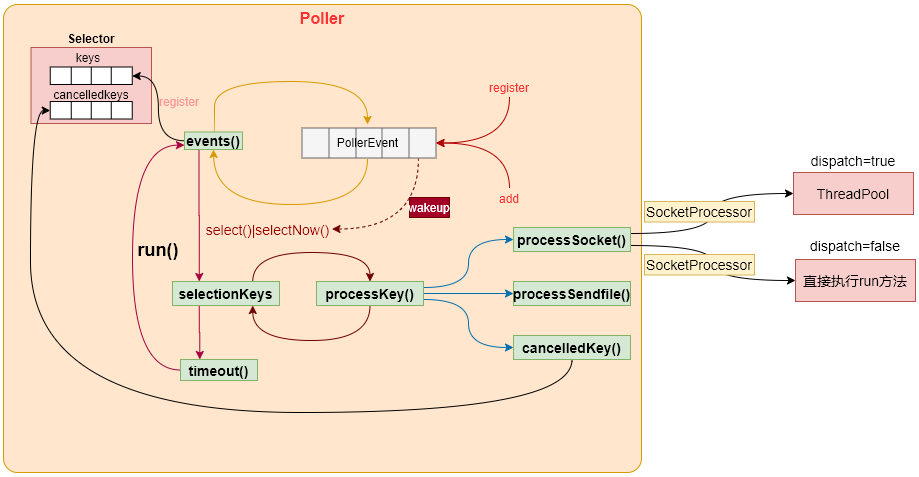 Poller
Selector
keys
cancelledkeys
register
events()
PollerEvent
register
add
wakeup
select()|selectNow()
run()
selectionKeys
processKey()
timeout()
processSocket()
processSendfile()
cancelledKey()
SocketProcessor
SocketProcessor
dispatch=true
ThreadPool
dispatch=false
直接执行run方法